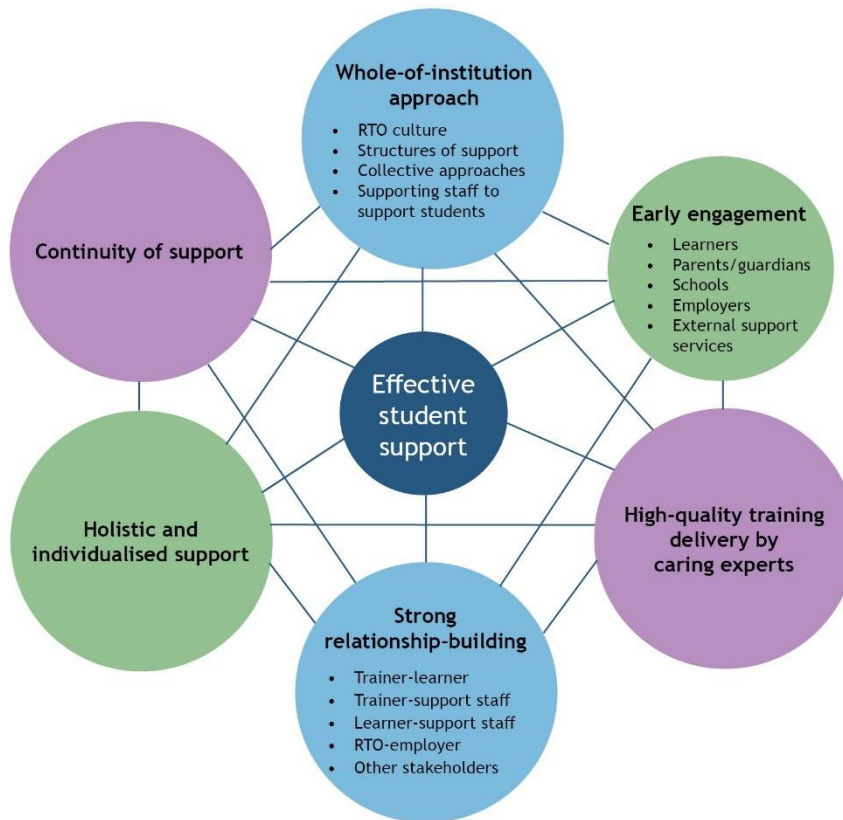 Whole-of-institution
approach
• RTO culture
• Structures of support
• Collective approaches
• Supporting staff to
support students
Continuity of support
Early engagement
• Learners
• Parents/guardians
• Schools
• Employers
• External support
services
Effective
student
support
Holistic and
individualised support
High-quality training
delivery by
caring experts
Strong
relationship-building
• Trainer-learner
• Trainer-support staff
• Learner-support staff
• RTO-employer
• Other stakeholders